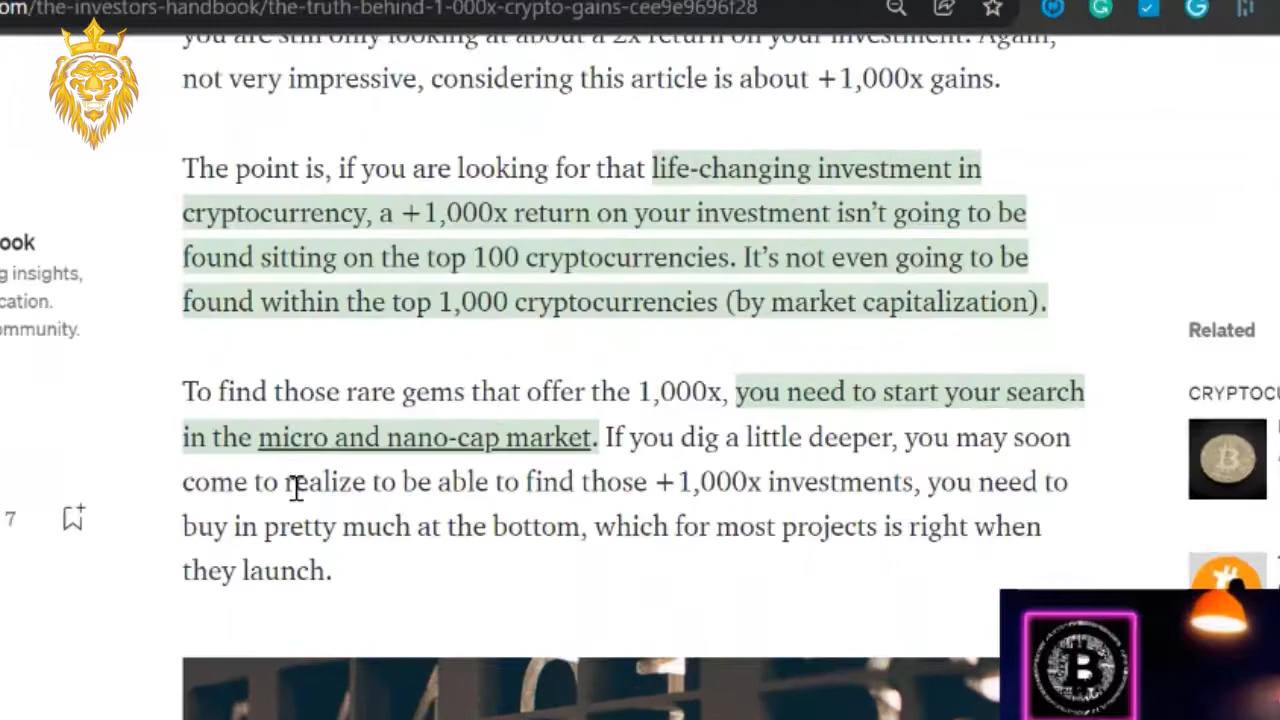 om/the-investors-handbook/the-truth-behind-1-000x-crypto-gains-cee9e9696f28
you are still only looking at about a 2x return on your investment. Again,
not very impressive, considering this article is about +1,000x gains.
The point is, if you are looking for that life-changing investment in
cryptocurrency, a +1,000x return on your investment isn’t going to be
found sitting on the top 100 cryptocurrencies. It’s not even going to be
found within the top 1,000 cryptocurrencies (by market capitalization).
ook
g insights,
cation.
ommunity.
Related
To find those rare gems that offer the 1,000x, you need to start your search
in the micro and nano-cap market. If you dig a little deeper, you may soon
come to realize to be able to find those +1,000x investments, you need to
buy in pretty much at the bottom, which for most projects is right when
they launch.
CRYPTOCU
7